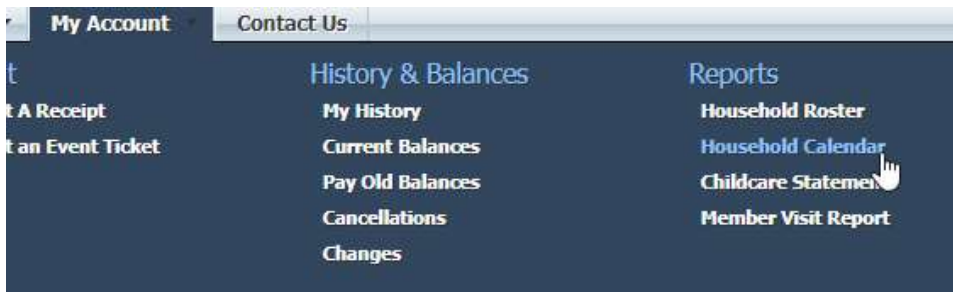 My Account
Contact Us
t
t A Receipt
t an Event Ticket
History & Balances
My History
Current Balances
Pay Old Balances
Cancellations
Changes
Reports
Household Roster
Household Calendar
Childcare Statement
Member Visit Report